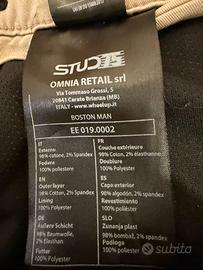 STUDIS
OMNIA RETAIL srl
Via Tommaso Grossi, 5
20841 Carate Brianza (MB)
ITALY - www.wheelup.it
BOSTON MAN
EE 019.0002
IT
Esterno
98% cotone, 2% Spandex
Fodera
100% poliestere
FR
Couche extérieure
98% Coton, 2% élasthanne
Doublure
100% Polyester
EN
Outer layer
98% Cotton, 2% Spandex
Lining
100% Polyester
ES
Capa exterior
98% algodón, 2% Spandex
Revestimiento
100% poliéster
DE
Äußere Schicht
98% Baumwolle,
2% Elasthan
Futter
100% Polyester
SLO
Zunanja plast
98% bombaž, 2% spandex
Podloga
100% poliester
subito